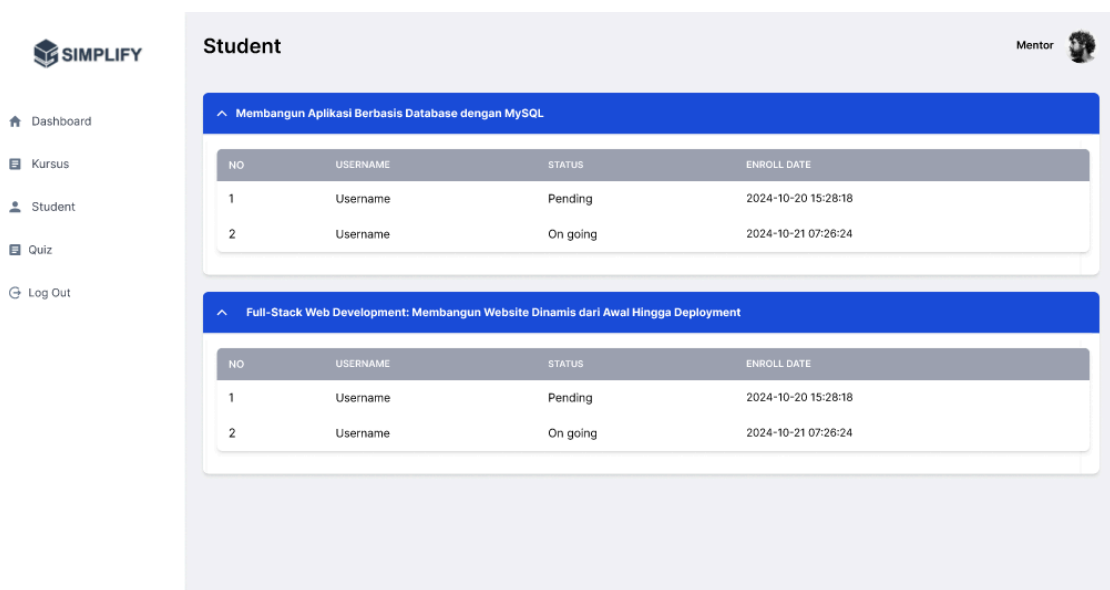 SIMPLIFY
Dashboard
Kursus
Student
Quiz
Log Out
Student
Mentor
Membangun Aplikasi Berbasis Database dengan MySQL
NO USERNAME STATUS ENROLL DATE
1 Username Pending 2024-10-20 15:28:18
2 Username On going 2024-10-21 07:26:24
Full-Stack Web Development: Membangun Website Dinamis dari Awal Hingga Deployment
NO USERNAME STATUS ENROLL DATE
1 Username Pending 2024-10-20 15:28:18
2 Username On going 2024-10-21 07:26:24